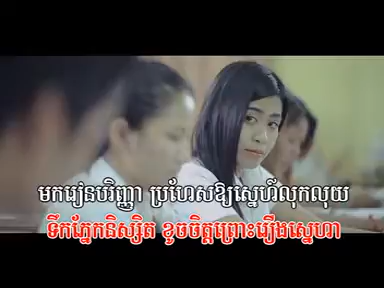 មករៀនបរិញ្ញា ប្រហែសឱ្យស្នេហ៍លុកលុយ
ទឹកភ្នែកនិស្សិត ខូចចិត្តព្រោះរឿងស្នេហា